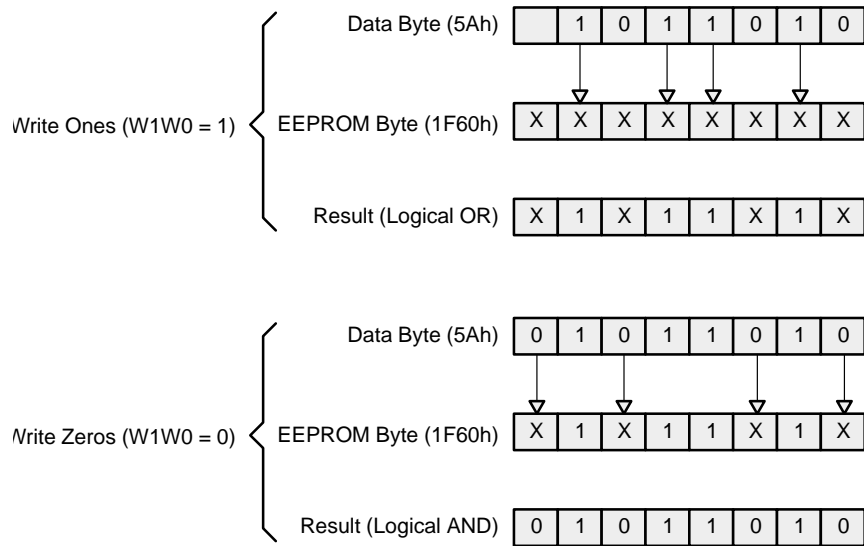 Data Byte (5Ah) 1 0 1 1 0 1 0
Write Ones (W1W0 = 1) EEPROM Byte (1F60h) X X X X X X X X
Result (Logical OR) X 1 X 1 1 X 1 X
Data Byte (5Ah) 0 1 0 1 1 0 1 0
Write Zeros (W1W0 = 0) EEPROM Byte (1F60h) X 1 X 1 1 X 1 X
Result (Logical AND) 0 1 0 1 1 0 1 0